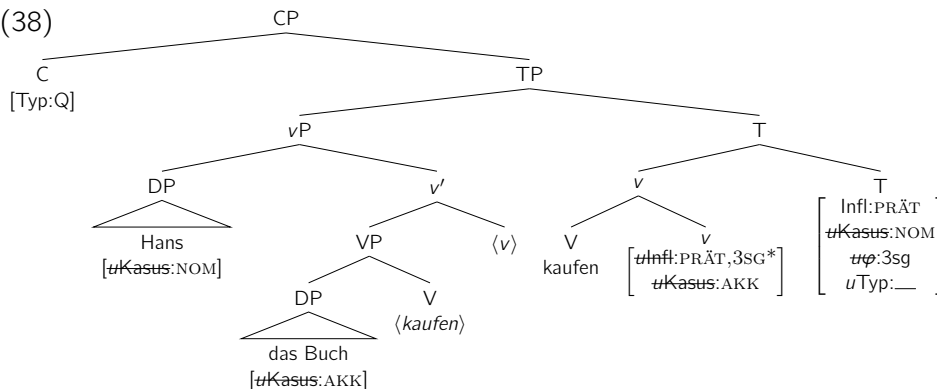 (38)
CP
C
TP
[Typ:Q]
vP
T
DP
v′
v
T
Hans
[uKasus:NOM]
VP
⟨v⟩
V
kaufen
v
[uInfl:PRÄT,3SG*
uKasus:AKK]
[Infl:PRÄT
uKasus:NOM
uφ:3sg
uTyp:__]
DP
V
⟨kaufen⟩
das Buch
[uKasus:AKK]